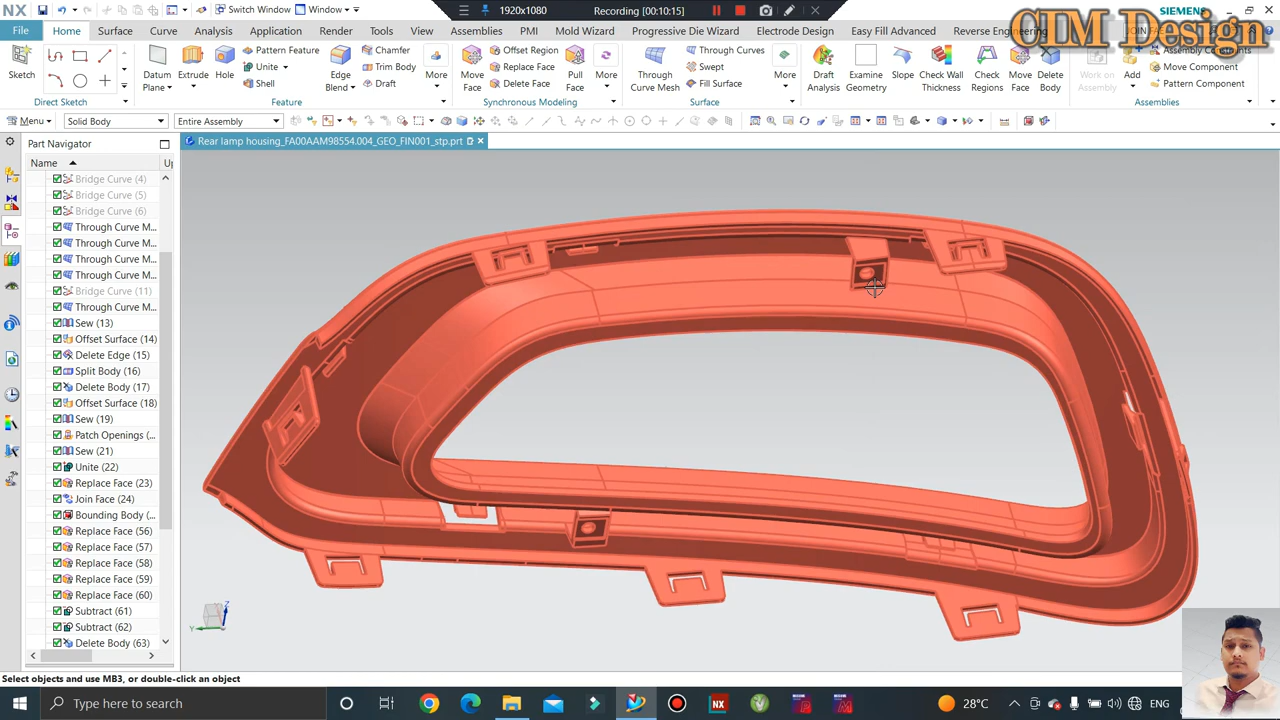 NX
Switch Window
Window
1920x1080
Recording [00:10:15]
SIEMENS
CIM Design
File
Home
Surface
Curve
Analysis
Application
Render
Tools
View
Assemblies
PMI
Mold Wizard
Progressive Die Wizard
Electrode Design
Easy Fill Advanced
Reverse Engineering
Sketch
Direct Sketch
Datum Plane
Extrude
Hole
Pattern Feature
Unite
Shell
Edge Blend
Chamfer
Trim Body
Draft
More
Feature
Move Face
Offset Region
Replace Face
Delete Face
Pull Face
More
Synchronous Modeling
Through Curve Mesh
Through Curves
Swept
Fill Surface
More
Surface
Draft Analysis
Examine Geometry
Slope
Check Wall Thickness
Check Regions
Move Face
Delete Body
Work on Assembly
Add
Assembly Constraints
Move Component
Pattern Component
Assemblies
Menu
Solid Body
Entire Assembly
Part Navigator
Rear lamp housing_FA00AAM98554.004_GEO_FIN001_stp.prt
Name
Up
Bridge Curve (4)
Bridge Curve (5)
Bridge Curve (6)
Through Curve M...
Through Curve M...
Through Curve M...
Through Curve M...
Bridge Curve (11)
Through Curve M...
Sew (13)
Offset Surface (14)
Delete Edge (15)
Split Body (16)
Delete Body (17)
Offset Surface (18)
Sew (19)
Patch Openings (...
Sew (21)
Unite (22)
Replace Face (23)
Join Face (24)
Bounding Body (...
Replace Face (56)
Replace Face (57)
Replace Face (58)
Replace Face (59)
Replace Face (60)
Subtract (61)
Subtract (62)
Delete Body (63)
Z
Y
Select objects and use MB3, or double-click an object
Type here to search
NX
28°C
ENG